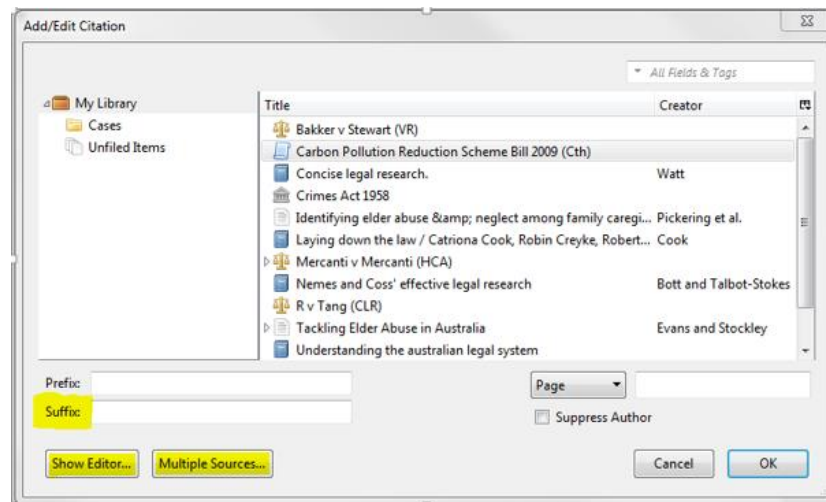 Add/Edit Citation
All Fields & Tags
My Library
Cases
Unfiled Items
Title Creator
Bakker v Stewart (VR)
Carbon Pollution Reduction Scheme Bill 2009 (Cth)
Concise legal research. Watt
Crimes Act 1958
Identifying elder abuse &amp; neglect among family caregi... Pickering et al.
Laying down the law / Catriona Cook, Robin Creyke, Robert... Cook
Mercanti v Mercanti (HCA)
Nemes and Coss' effective legal research Bott and Talbot-Stokes
R v Tang (CLR)
Tackling Elder Abuse in Australia Evans and Stockley
Understanding the australian legal system
Prefix: Page
Suffix: Suppress Author
Show Editor... Multiple Sources... Cancel OK